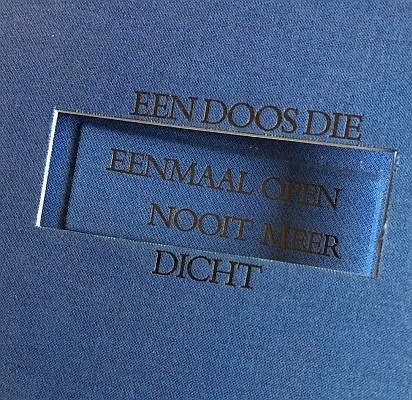 EEN DOOS DIE
EENMAAL OPEN
NOOIT MEER
DICHT